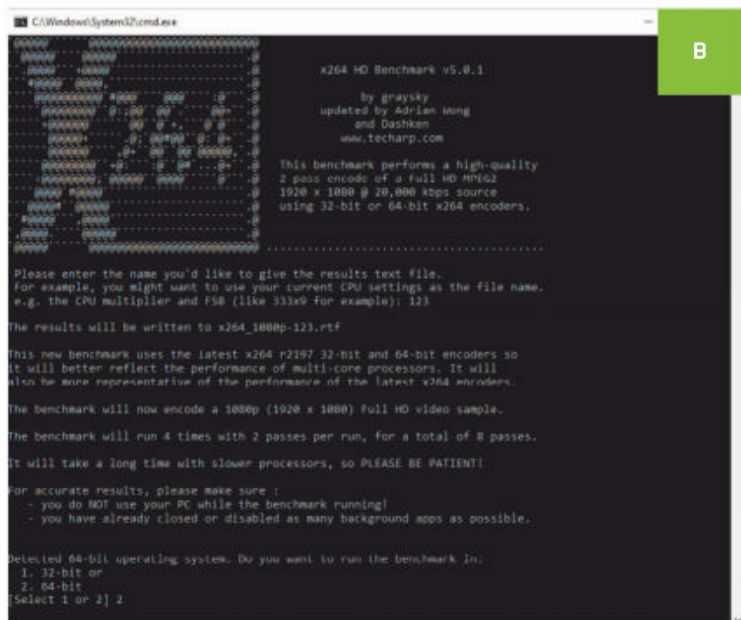 C:\Windows\System32\cmd.exe
B
X264
x264 HD Benchmark v5.0.1
by graysky
updated by Adrian Wong
and Dashken
www.techarp.com
This benchmark performs a high-quality
2 pass encode of a Full HD MPEG2
1920 x 1080 @ 20,000 kbps source
using 32-bit or 64-bit x264 encoders.
Please enter the name you'd like to give the results text file.
For example, you might want to use your current CPU settings as the file name.
e.g. the CPU multiplier and FSB (like 333x9 for example): 123
The results will be written to x264_1080p-123.rtf
This new benchmark uses the latest x264 r2197 32-bit and 64-bit encoders so
it will better reflect the performance of multi-core processors. It will
also be more representative of the performance of the latest x264 encoders.
The benchmark will now encode a 1080p (1920 x 1080) Full HD video sample.
The benchmark will run 4 times with 2 passes per run, for a total of 8 passes.
It will take a long time with slower processors, so PLEASE BE PATIENT!
For accurate results, please make sure :
- you do NOT use your PC while the benchmark running!
- you have already closed or disabled as many background apps as possible.
Detected 64-bit operating system. Do you want to run the benchmark in:
1. 32-bit or
2. 64-bit
[Select 1 or 2] 2